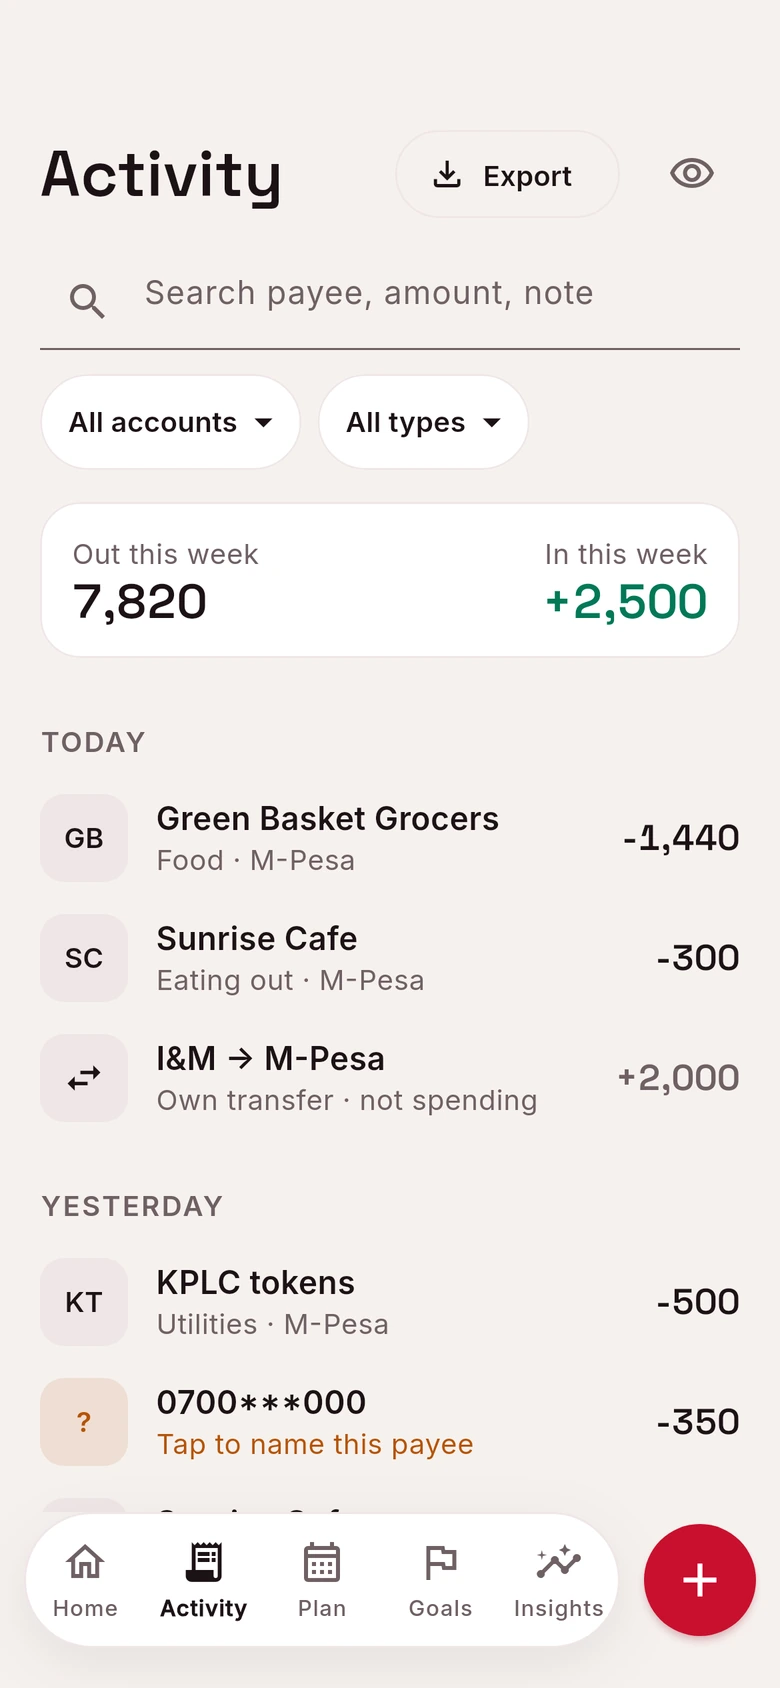 Activity
Export
Search payee, amount, note
All accounts
All types
Out this week
In this week
7,820
+2,500
TODAY
GB
Green Basket Grocers
Food · M-Pesa
-1,440
SC
Sunrise Cafe
Eating out · M-Pesa
-300
I&M → M-Pesa
Own transfer · not spending
+2,000
YESTERDAY
KT
KPLC tokens
Utilities · M-Pesa
-500
?
0700***000
Tap to name this payee
-350
Home
Activity
Plan
Goals
Insights